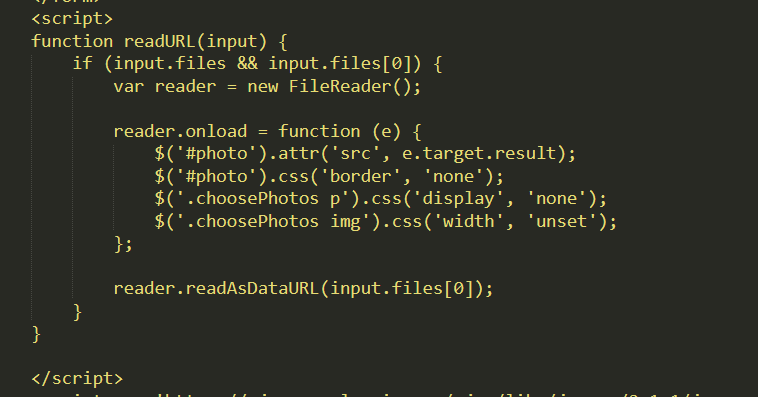 </form>
<script>
function readURL(input) {
if (input.files && input.files[0]) {
var reader = new FileReader();
reader.onload = function (e) {
$('#photo').attr('src', e.target.result);
$('#photo').css('border', 'none');
$('.choosePhotos p').css('display', 'none');
$('.choosePhotos img').css('width', 'unset');
};
reader.readAsDataURL(input.files[0]);
}
}
</script>